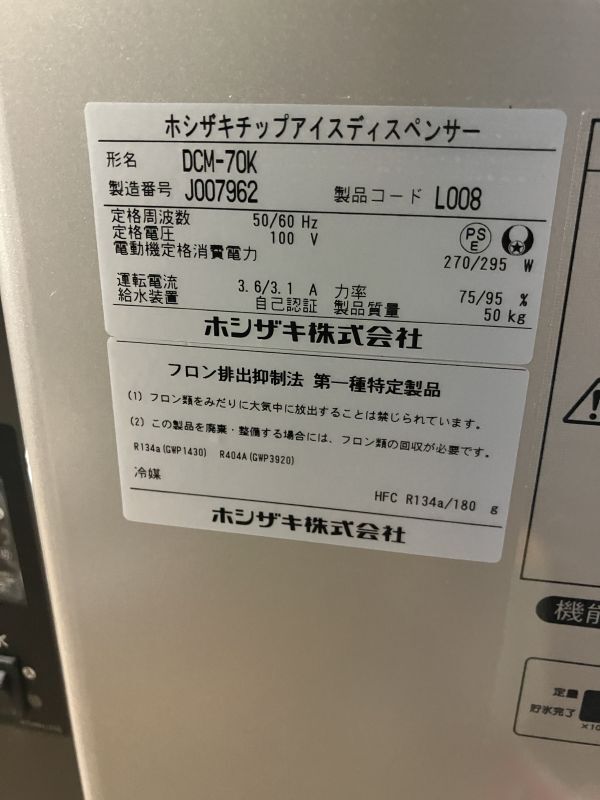 ホシザキチップアイスディスペンサー
形名 DCM-70K
製造番号 J007962 製品コード L008
定格周波数 50/60 Hz
定格電圧 100 V
PS E
電動機定格消費電力 270/295 W
運転電流 3.6/3.1 A 力率 75/95 %
給水装置 自己認証 製品質量 50 kg
ホシザキ株式会社
フロン排出抑制法 第一種特定製品
(1) フロン類をみだりに大気中に放出することは禁じられています。
(2) この製品を廃棄・整備する場合には、フロン類の回収が必要です。
R134a(GWP1430) R404A(GWP3920)
冷媒 HFC R134a/180 g
ホシザキ株式会社
機能
定量
貯氷完了
×10